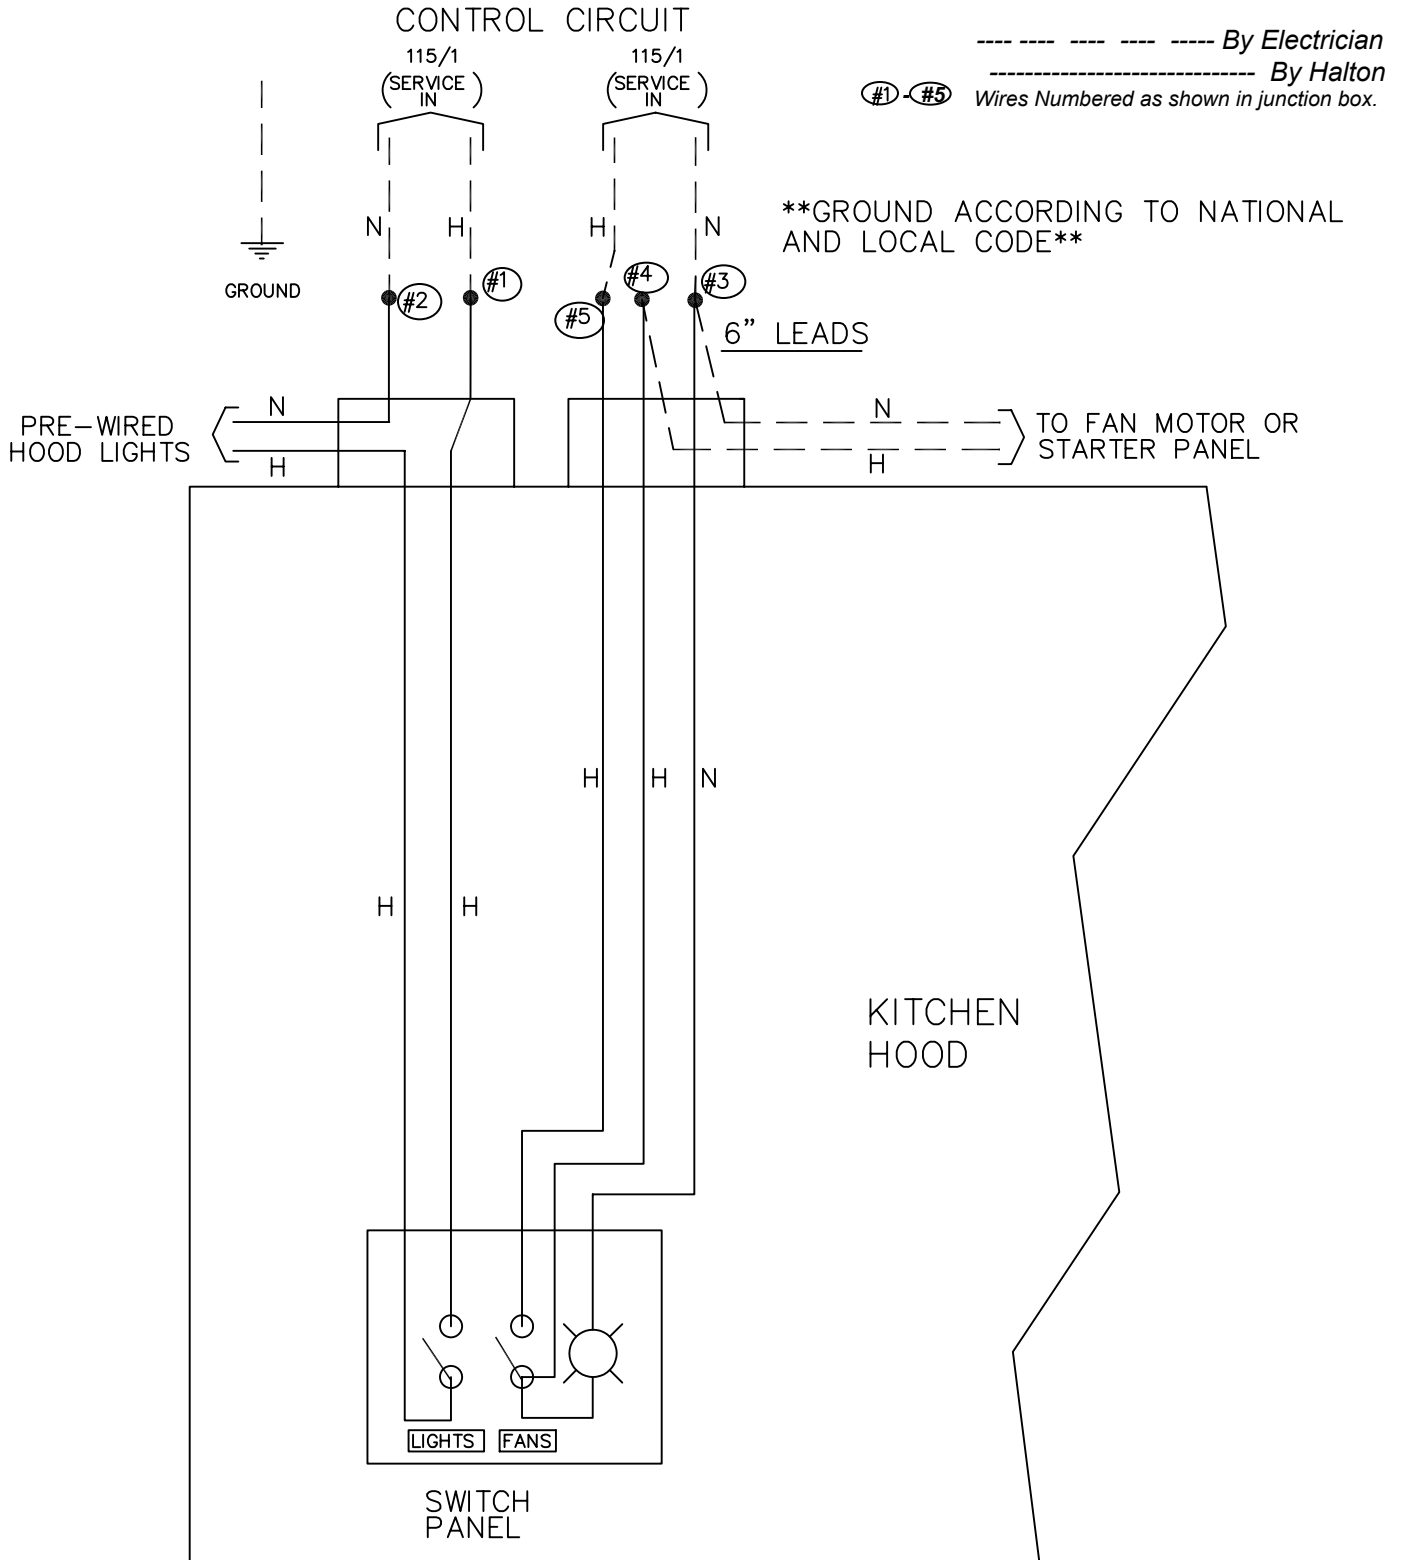 CONTROL CIRCUIT
115/1
(SERVICE
IN)
115/1
(SERVICE
IN)
---- ---- ---- ---- ----- By Electrician
------------------------------ By Halton
#1 - #5 Wires Numbered as shown in junction box.
**GROUND ACCORDING TO NATIONAL
AND LOCAL CODE**
N
H
H
N
GROUND
#2
#1
#5
#4
#3
6” LEADS
PRE-WIRED
HOOD LIGHTS
N
H
N
H
TO FAN MOTOR OR
STARTER PANEL
H
H
N
H
H
KITCHEN
HOOD
LIGHTS
FANS
SWITCH
PANEL